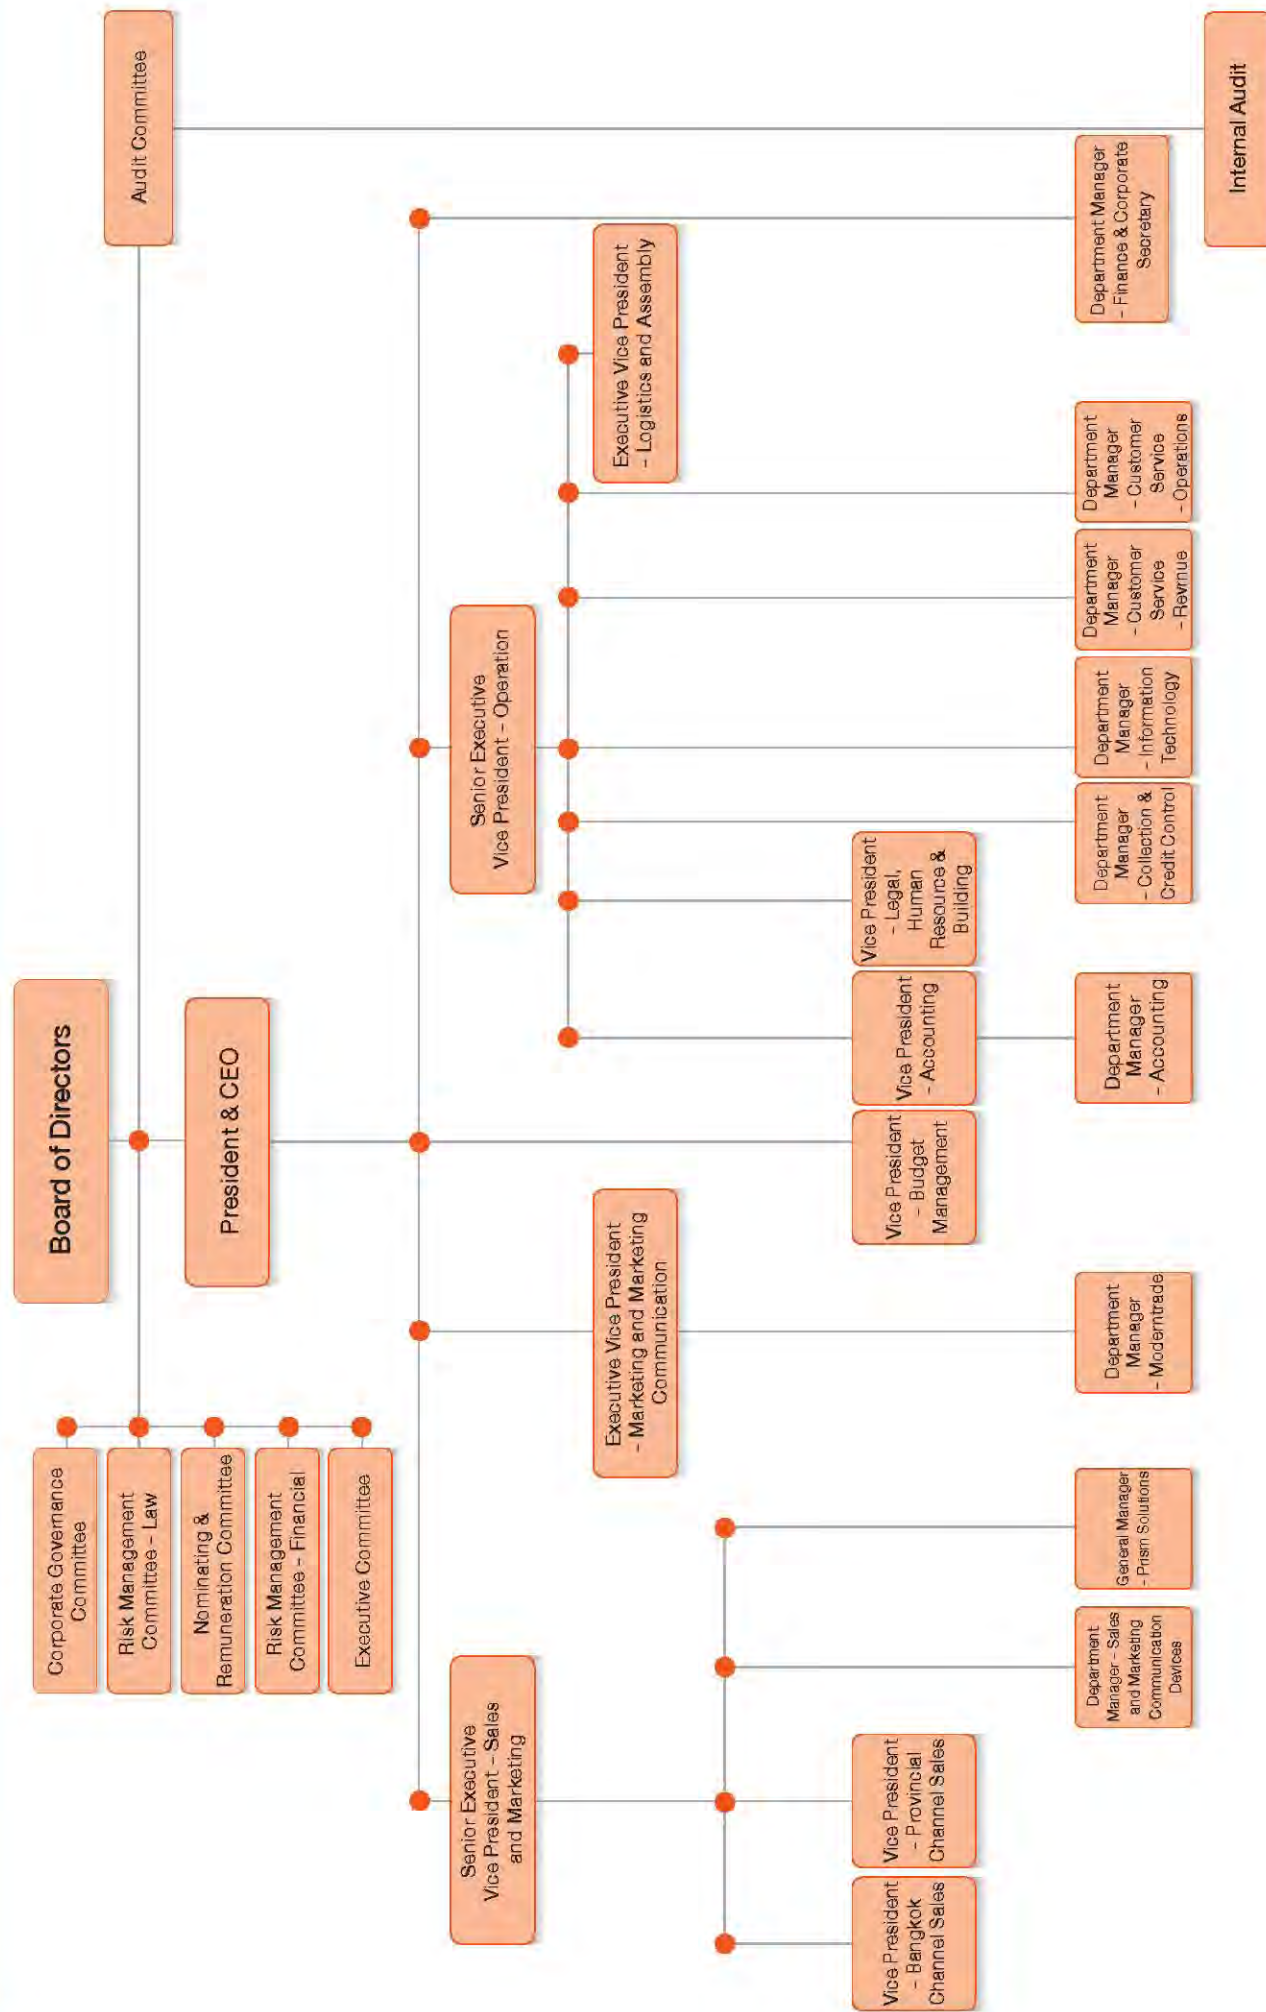 Board of Directors
Audit Committee
President & CEO
Corporate Governance
Committee
Risk Management
Committee - Law
Nominating &
Remuneration Committee
Risk Management
Committee - Financial
Executive Committee
Senior Executive
Vice President - Sales
and Marketing
Senior Executive
Vice President - Operation
Executive Vice President
- Marketing and Marketing
Communication
Executive Vice President
- Logistics and Assembly
Vice President
- Bangkok
Channel Sales
Vice President
- Provincial
Channel Sales
Vice President
- Budget
Management
Vice President
- Accounting
Vice President
- Legal,
Human
Resource &
Building
Department
Manager - Sales
and Marketing
Communication
Devices
General Manager
- Prism Solutions
Department
Manager
- Moderntrade
Department
Manager
- Accounting
Department
Manager
- Collection &
Credit Control
Department
Manager
- Information
Technology
Department
Manager
- Customer
Service
- Revrnue
Department
Manager
- Customer
Service
- Operations
Department Manager
- Finance & Corporate
Secretary
Internal Audit